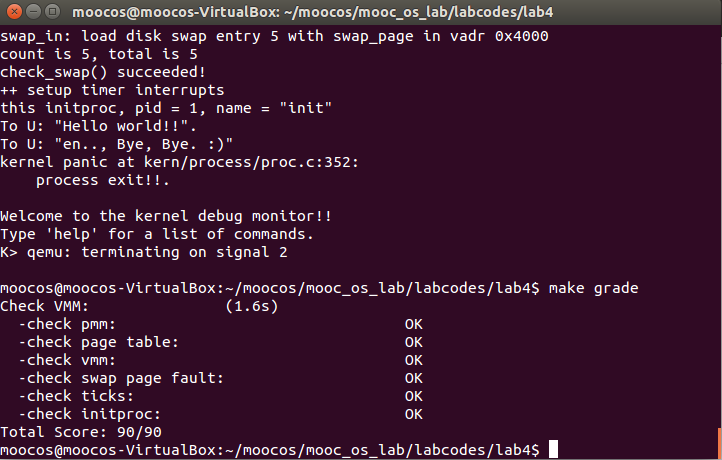 moocos@moocos-VirtualBox: ~/moocos/mooc_os_lab/labcodes/lab4
swap_in: load disk swap entry 5 with swap_page in vadr 0x4000
count is 5, total is 5
check_swap() succeeded!
++ setup timer interrupts
this initproc, pid = 1, name = "init"
To U: "Hello world!!".
To U: "en.., Bye, Bye. :)"
kernel panic at kern/process/proc.c:352:
    process exit!!.

Welcome to the kernel debug monitor!!
Type 'help' for a list of commands.
K> qemu: terminating on signal 2

moocos@moocos-VirtualBox:~/moocos/mooc_os_lab/labcodes/lab4$ make grade
Check VMM:               (1.6s)
  -check pmm:                                OK
  -check page table:                         OK
  -check vmm:                                OK
  -check swap page fault:                    OK
  -check ticks:                              OK
  -check initproc:                           OK
Total Score: 90/90
moocos@moocos-VirtualBox:~/moocos/mooc_os_lab/labcodes/lab4$